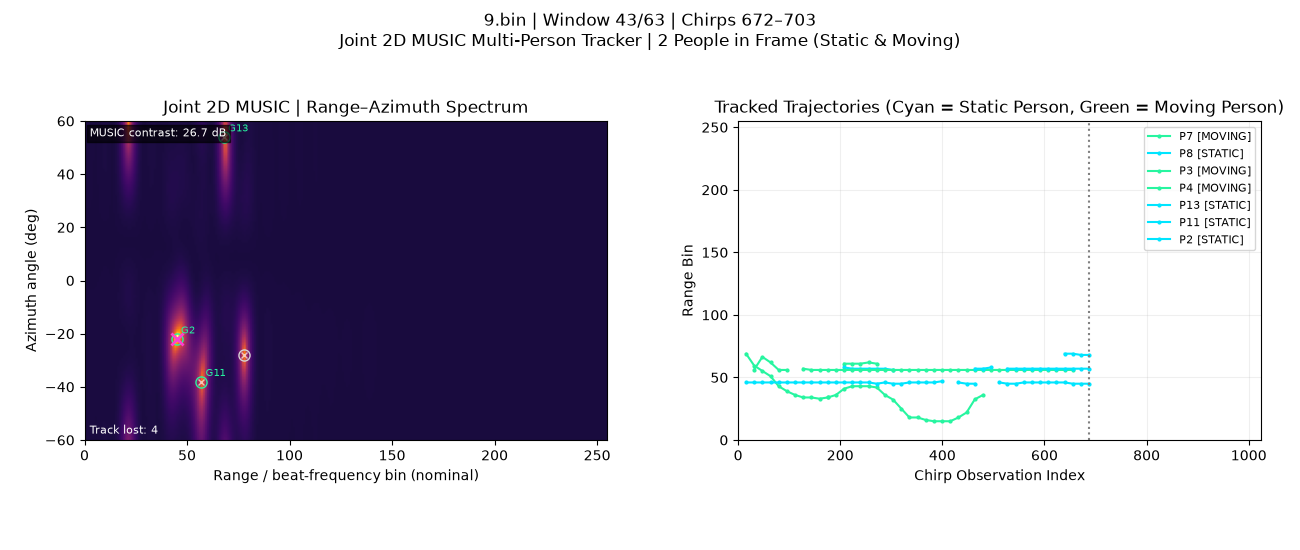 9.bin | Window 43/63 | Chirps 672–703
Joint 2D MUSIC Multi-Person Tracker | 2 People in Frame (Static & Moving)
Joint 2D MUSIC | Range–Azimuth Spectrum
MUSIC contrast: 26.7 dB
G13
G2
G11
Track lost: 4
60
40
20
0
−20
−40
−60
Azimuth angle (deg)
0
50
100
150
200
250
Range / beat-frequency bin (nominal)
Tracked Trajectories (Cyan = Static Person, Green = Moving Person)
P7 [MOVING]
P8 [STATIC]
P3 [MOVING]
P4 [MOVING]
P13 [STATIC]
P11 [STATIC]
P2 [STATIC]
250
200
150
100
50
0
Range Bin
0
200
400
600
800
1000
Chirp Observation Index